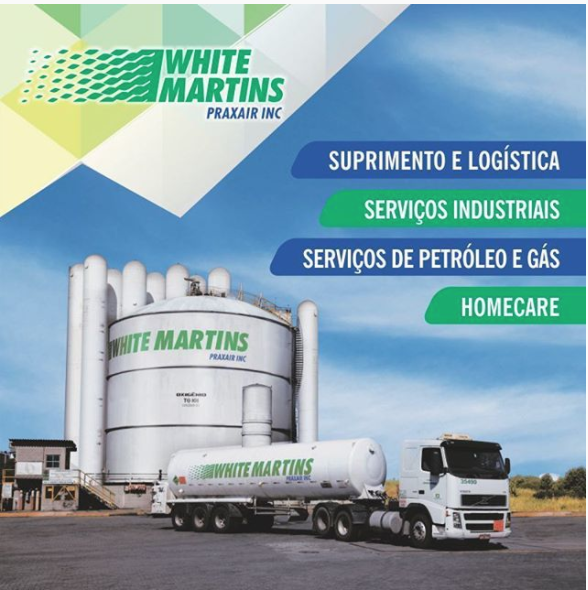 WHITE
MARTINS
PRAXAIR INC
SUPRIMENTO E LOGÍSTICA
SERVIÇOS INDUSTRIAIS
SERVIÇOS DE PETRÓLEO E GÁS
HOMECARE
WHITE MARTINS
PRAXAIR INC
WHITE MARTINS
PRAXAIR INC